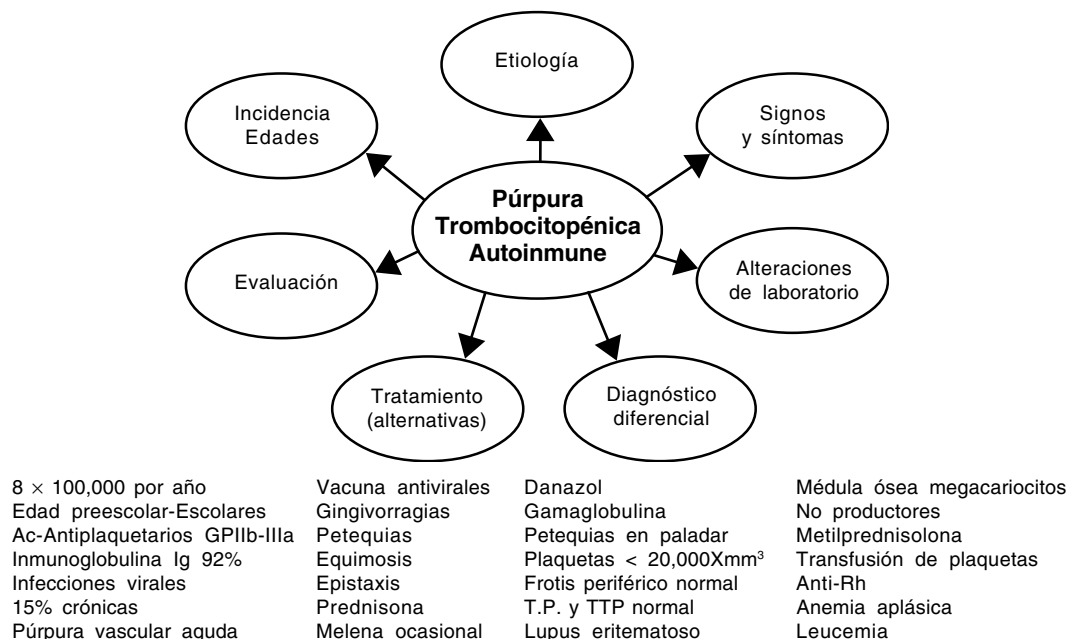 Etiología
Incidencia
Edades
Signos
y síntomas
Púrpura
Trombocitopénica
Autoinmune
Evaluación
Alteraciones
de laboratorio
Tratamiento
(alternativas)
Diagnóstico
diferencial
8 × 100,000 por año
Edad preescolar-Escolares
Ac-Antiplaquetarios GPIIb-IIIa
Inmunoglobulina Ig 92%
Infecciones virales
15% crónicas
Púrpura vascular aguda
Vacuna antivirales
Gingivorragias
Petequias
Equimosis
Epistaxis
Prednisona
Melena ocasional
Danazol
Gamaglobulina
Petequias en paladar
Plaquetas < 20,000Xmm³
Frotis periférico normal
T.P. y TTP normal
Lupus eritematoso
Médula ósea megacariocitos
No productores
Metilprednisolona
Transfusión de plaquetas
Anti-Rh
Anemia aplásica
Leucemia